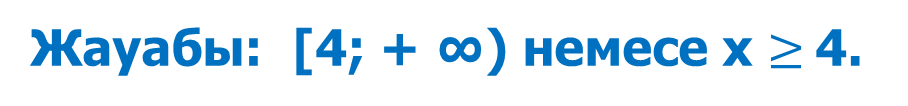 Жауабы: [4; + ∞) немесе х ≥ 4.